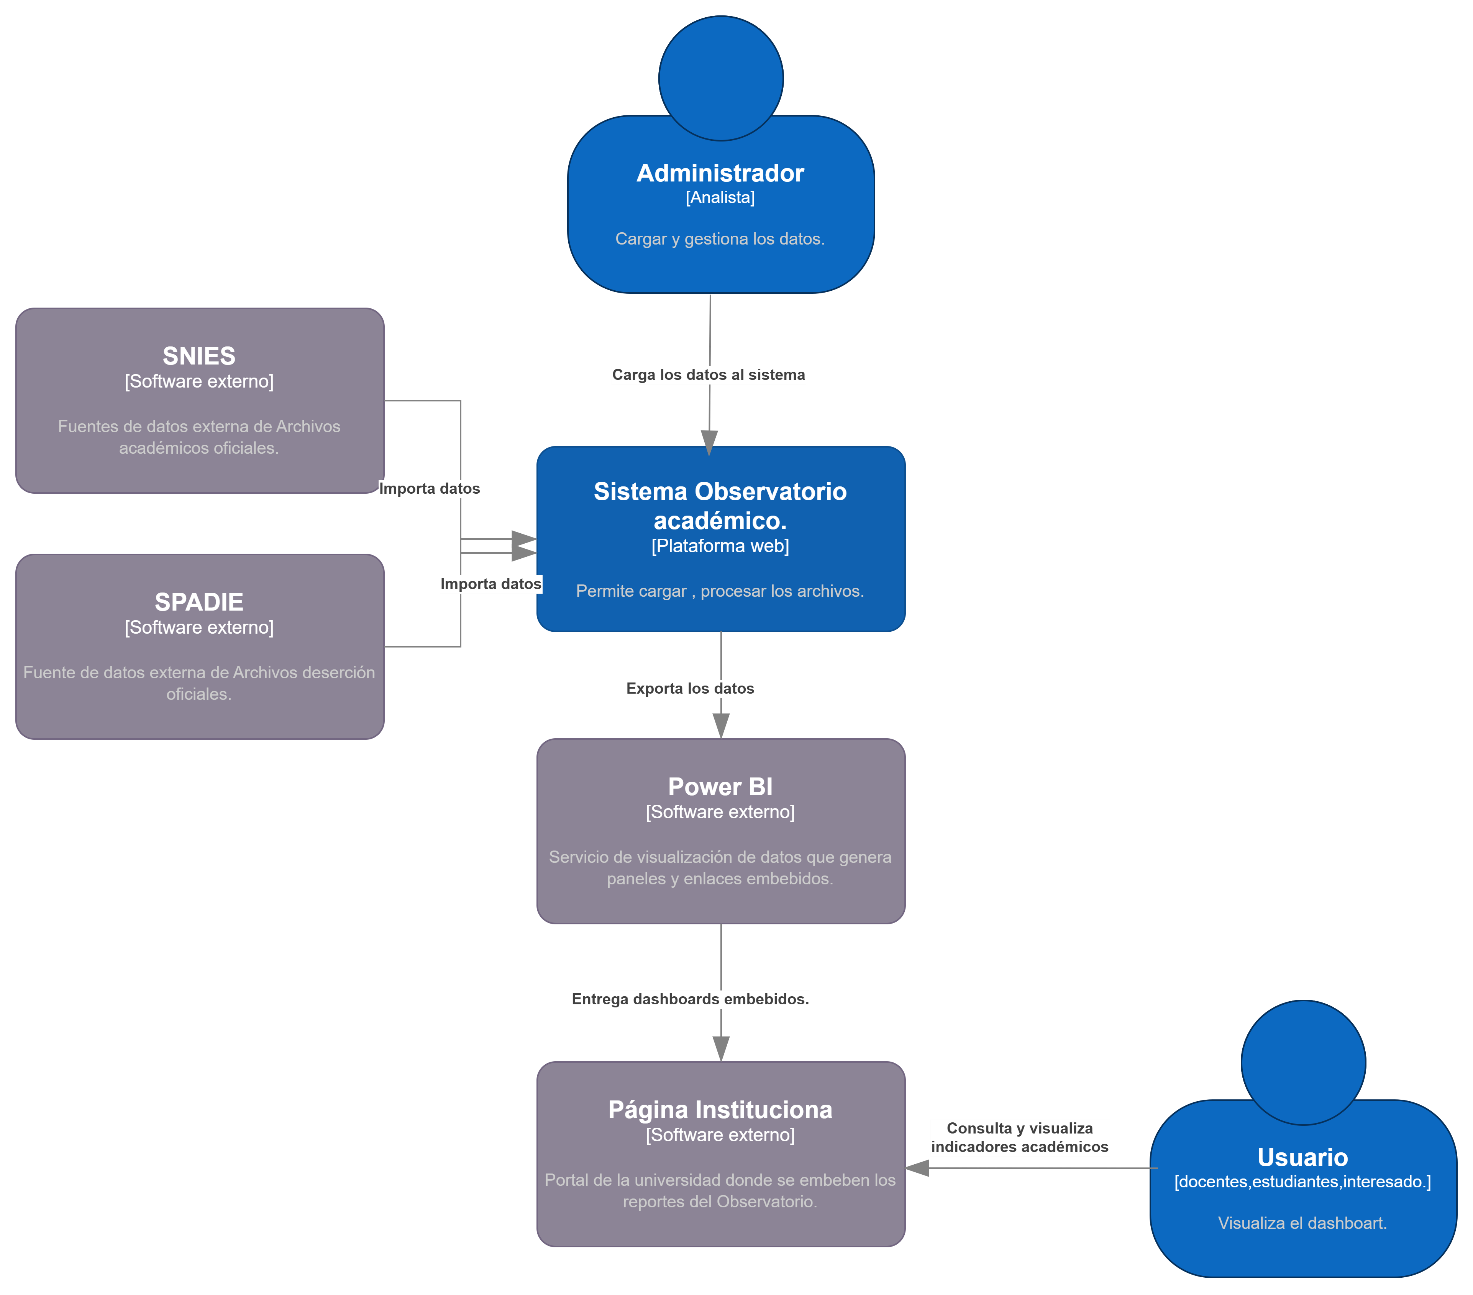 Administrador
[Analista]
Cargar y gestiona los datos.
Carga los datos al sistema
SNIES
[Software externo]
Fuentes de datos externa de Archivos
académicos oficiales.
Importa datos
SPADIE
[Software externo]
Fuente de datos externa de Archivos deserción
oficiales.
Importa datos
Sistema Observatorio
académico.
[Plataforma web]
Permite cargar , procesar los archivos.
Exporta los datos
Power BI
[Software externo]
Servicio de visualización de datos que genera
paneles y enlaces embebidos.
Entrega dashboards embebidos.
Página Instituciona
[Software externo]
Portal de la universidad donde se embeben los
reportes del Observatorio.
Consulta y visualiza
indicadores académicos
Usuario
[docentes,estudiantes,interesado.]
Visualiza el dashboart.